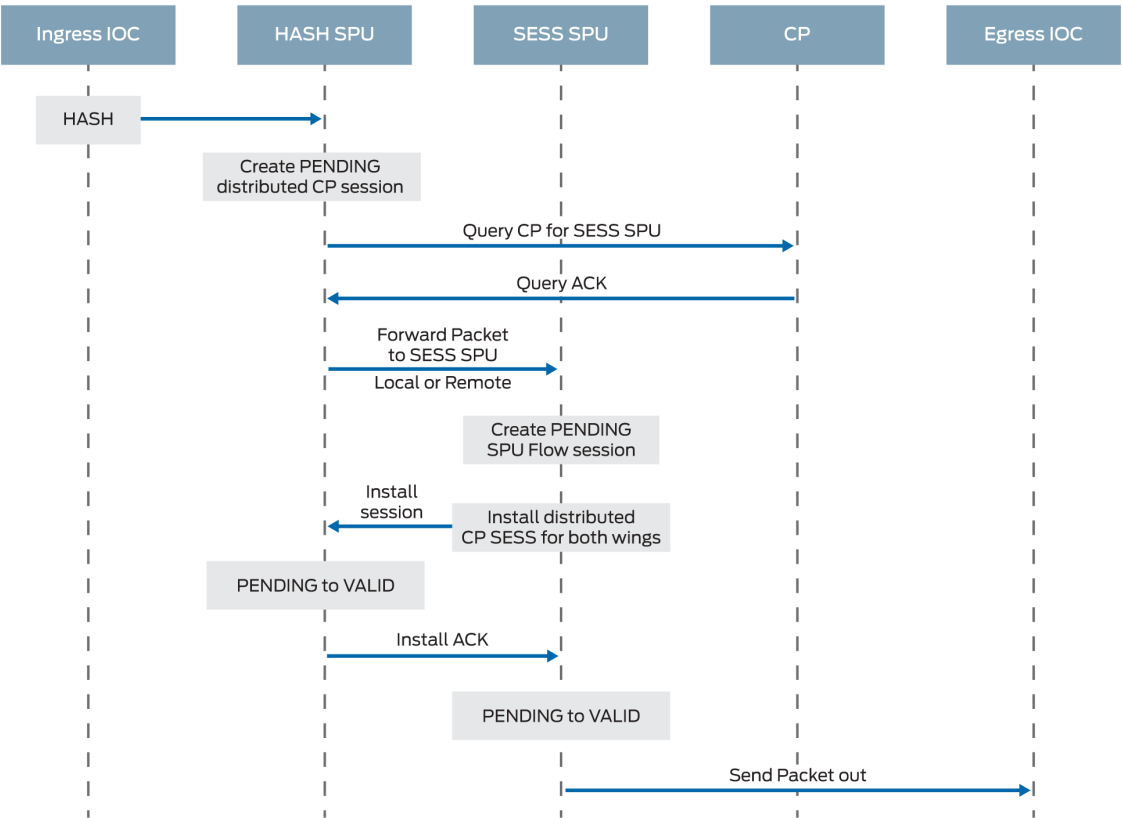 Ingress IOC
HASH SPU
SESS SPU
CP
Egress IOC
HASH
Create PENDING
distributed CP session
Query CP for SESS SPU
Query ACK
Forward Packet
to SESS SPU
Local or Remote
Create PENDING
SPU Flow session
Install
session
Install distributed
CP SESS for both wings
PENDING to VALID
Install ACK
PENDING to VALID
Send Packet out